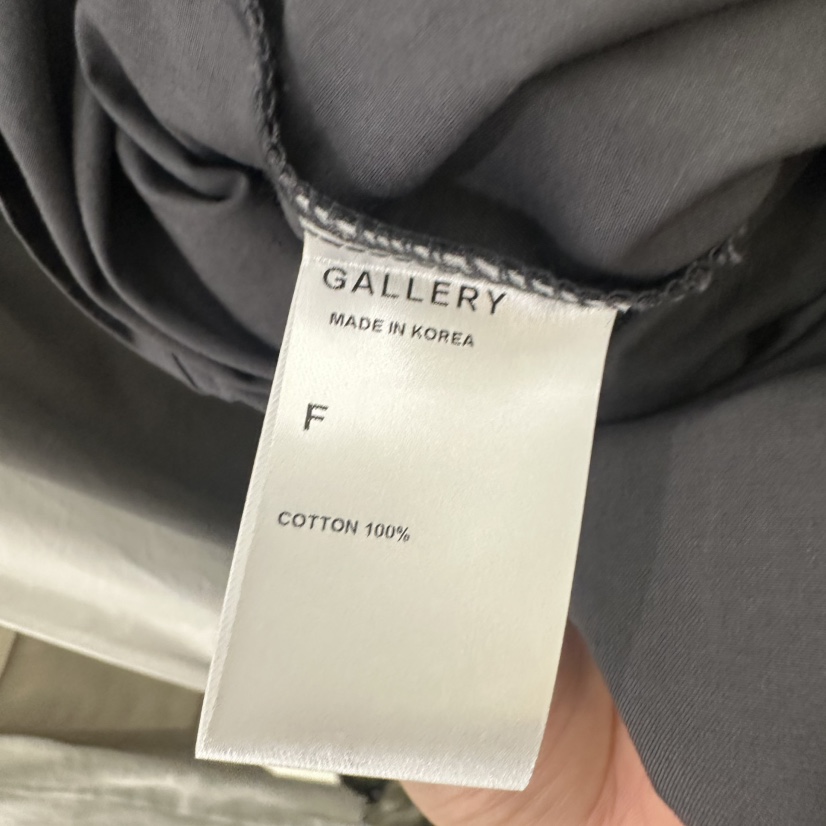 GALLERY
MADE IN KOREA
F
COTTON 100%